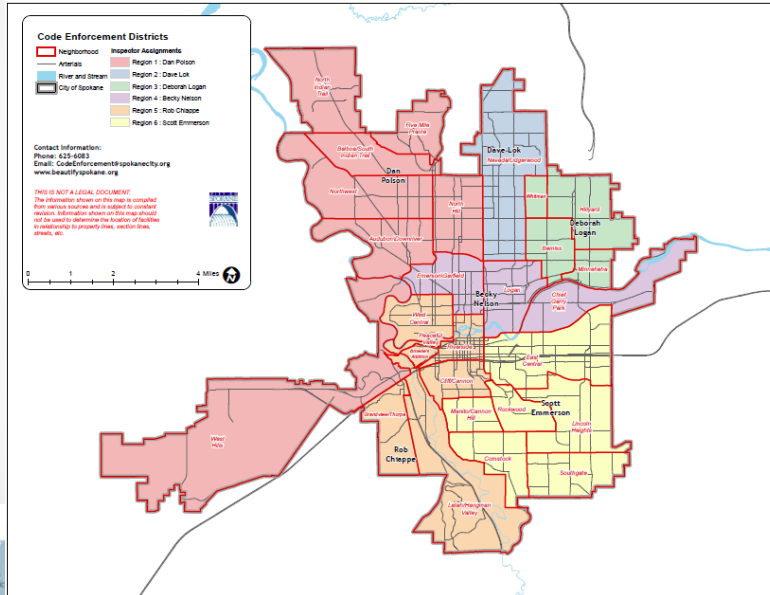 Code Enforcement Districts
Neighborhood
Arterials
River and Stream
City of Spokane
Inspector Assignments
Region 1 : Dan Polson
Region 2 : Dave Lok
Region 3 : Deborah Logan
Region 4 : Becky Nelson
Region 5 : Rob Chiappe
Region 6 : Scott Emmerson
Contact Information:
Phone: 625-6083
Email: CodeEnforcement@spokanecity.org
www.beautifyspokane.org
THIS IS NOT A LEGAL DOCUMENT:
The information shown on this map is compiled
from various sources and is subject to constant
revision. Information shown on this map should
not be used to determine the location of facilities
in relationship to property lines, section lines,
streets, etc.
SPOKANE
0 1 2 4 Miles
N
North
Indian
Trail
Five Mile
Prairie
Balboa/South
Indian Trail
Dan
Polson
Dave Lok
Nevada/Lidgerwood
Northwest
North
Hill
Whitman
Hillyard
Deborah
Logan
Audubon/Downriver
Bemiss
Minnehaha
Emerson/Garfield
Logan
Becky
Nelson
Chief
Garry
Park
West
Central
Peaceful
Valley
Riverside
Browne's
Addition
East
Central
Cliff/Cannon
Grandview/Thorpe
Manito/Cannon
Hill
Rockwood
Scott
Emmerson
Lincoln
Heights
West
Hills
Rob
Chiappe
Comstock
Southgate
Latah/Hangman
Valley